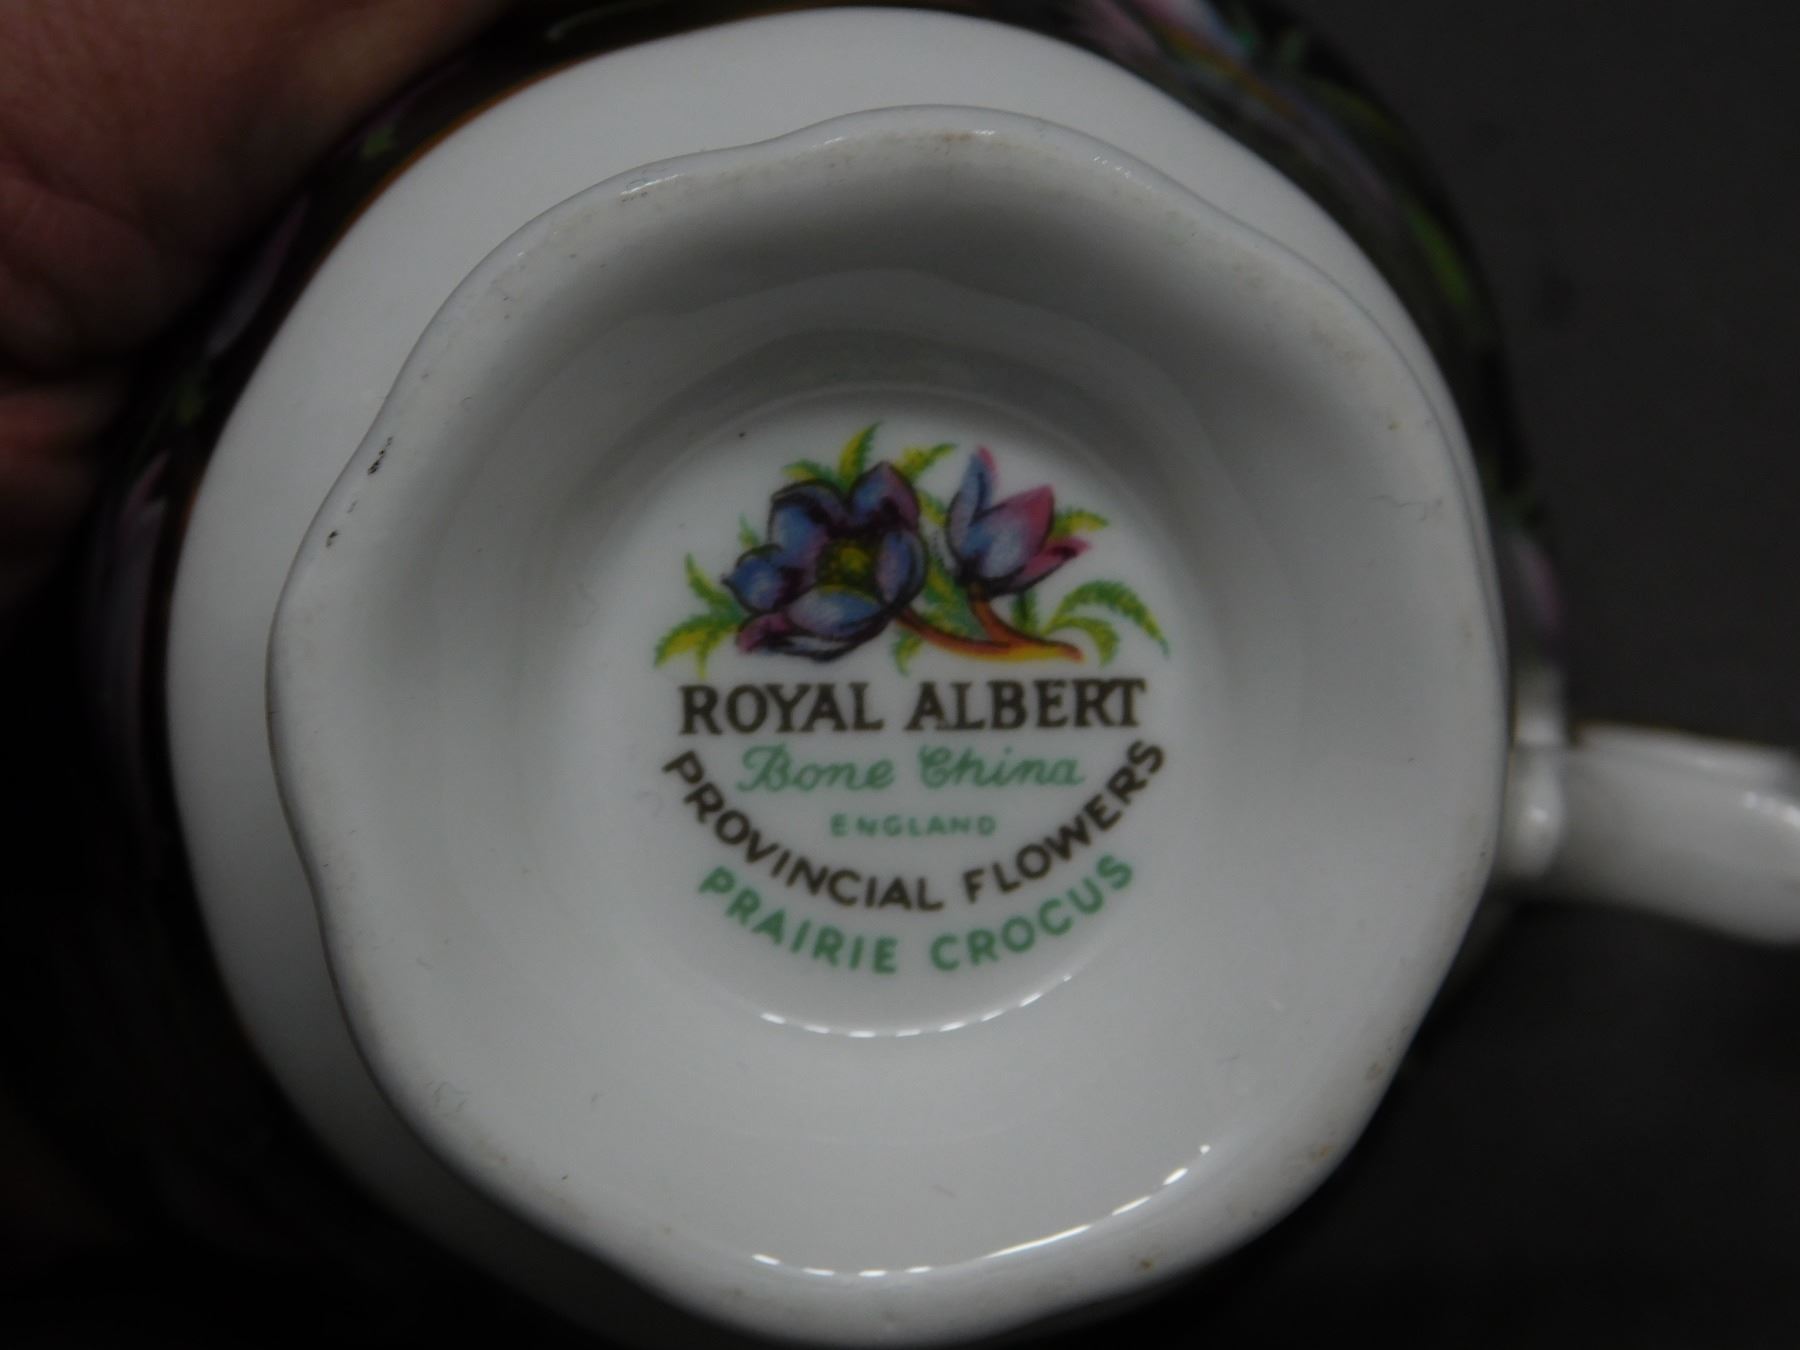 ROYAL ALBERT
Bone China
ENGLAND
PROVINCIAL FLOWERS
PRAIRIE CROCUS